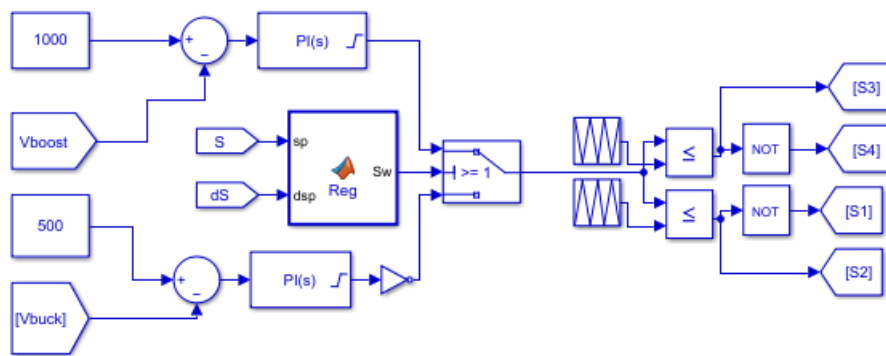 1000
+
−
PI(s)
Vboost
S
dS
sp
dsp
Sw
Reg
>= 1
500
+
−
PI(s)
[Vbuck]
≤
≤
NOT
NOT
[S3]
[S4]
[S1]
[S2]